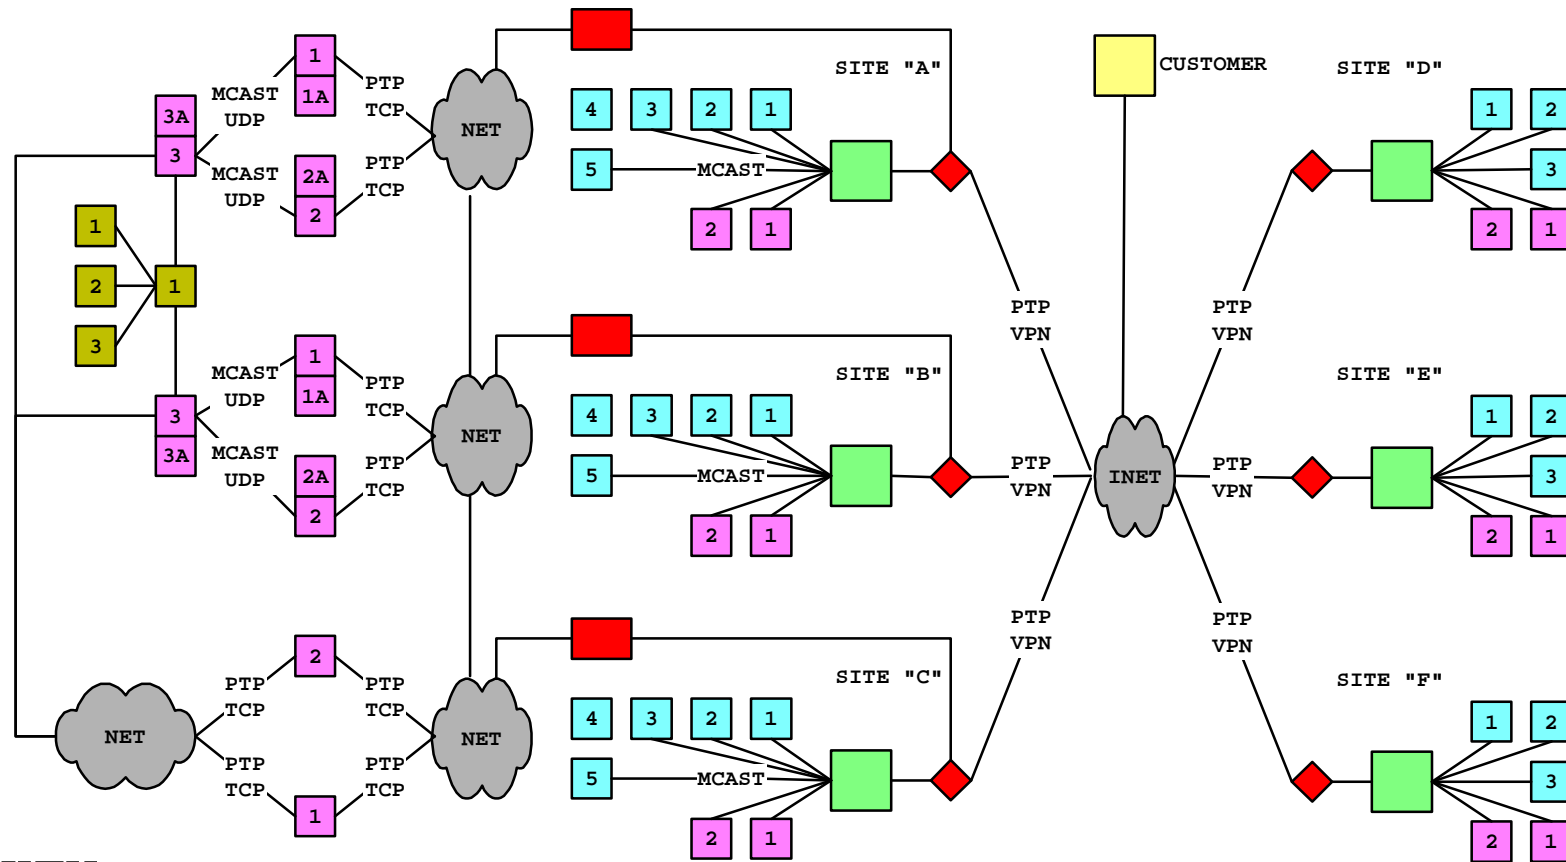 1
1A
3A
3
MCAST
UDP
MCAST
UDP
2A
2
PTP
TCP
PTP
TCP
NET
1
2
3
1
SITE "A"
4
3
2
1
5
MCAST
2
1
CUSTOMER
SITE "D"
1
2
3
2
1
PTP
VPN
PTP
VPN
1
1A
MCAST
UDP
3
3A
MCAST
UDP
2A
2
PTP
TCP
PTP
TCP
NET
SITE "B"
4
3
2
1
5
MCAST
2
1
PTP
VPN
INET
PTP
VPN
SITE "E"
1
2
3
2
1
PTP
VPN
PTP
VPN
NET
PTP
TCP
PTP
TCP
2
1
PTP
TCP
PTP
TCP
NET
SITE "C"
4
3
2
1
5
MCAST
2
1
SITE "F"
1
2
3
2
1